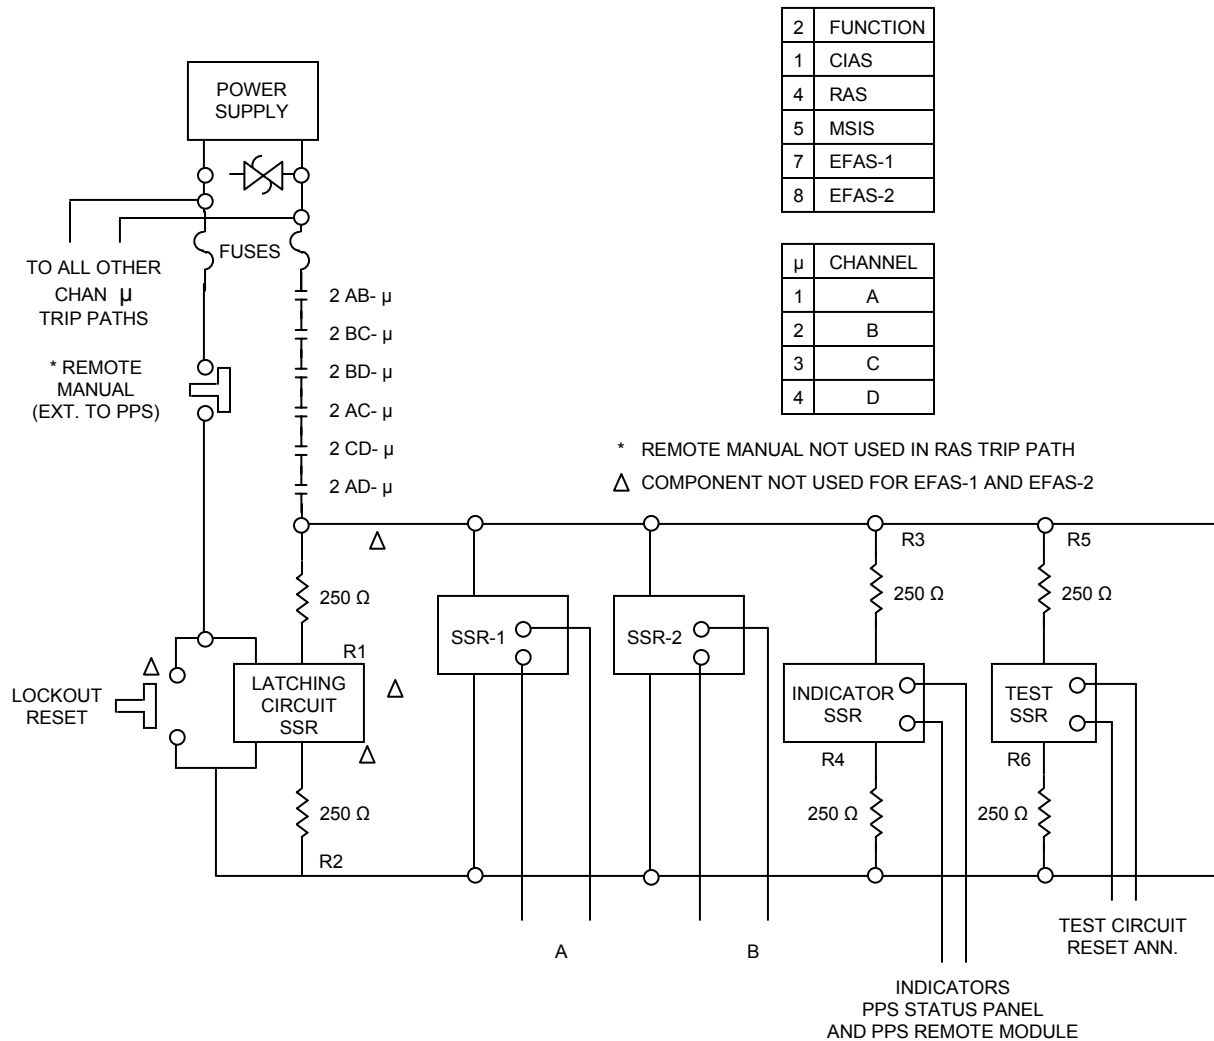 2 FUNCTION
1 CIAS
4 RAS
5 MSIS
7 EFAS-1
8 EFAS-2
µ CHANNEL
1 A
2 B
3 C
4 D
POWER
SUPPLY
FUSES
TO ALL OTHER
CHAN µ
TRIP PATHS
2 AB- µ
2 BC- µ
2 BD- µ
2 AC- µ
2 CD- µ
2 AD- µ
* REMOTE
MANUAL
(EXT. TO PPS)
* REMOTE MANUAL NOT USED IN RAS TRIP PATH
Δ COMPONENT NOT USED FOR EFAS-1 AND EFAS-2
Δ
250 Ω
R1
Δ
LOCKOUT
RESET
LATCHING
CIRCUIT
SSR
Δ
Δ
250 Ω
R2
SSR-1
SSR-2
R3
250 Ω
INDICATOR
SSR
R4
250 Ω
R5
250 Ω
TEST
SSR
R6
250 Ω
A
B
INDICATORS
PPS STATUS PANEL
AND PPS REMOTE MODULE
TEST CIRCUIT
RESET ANN.